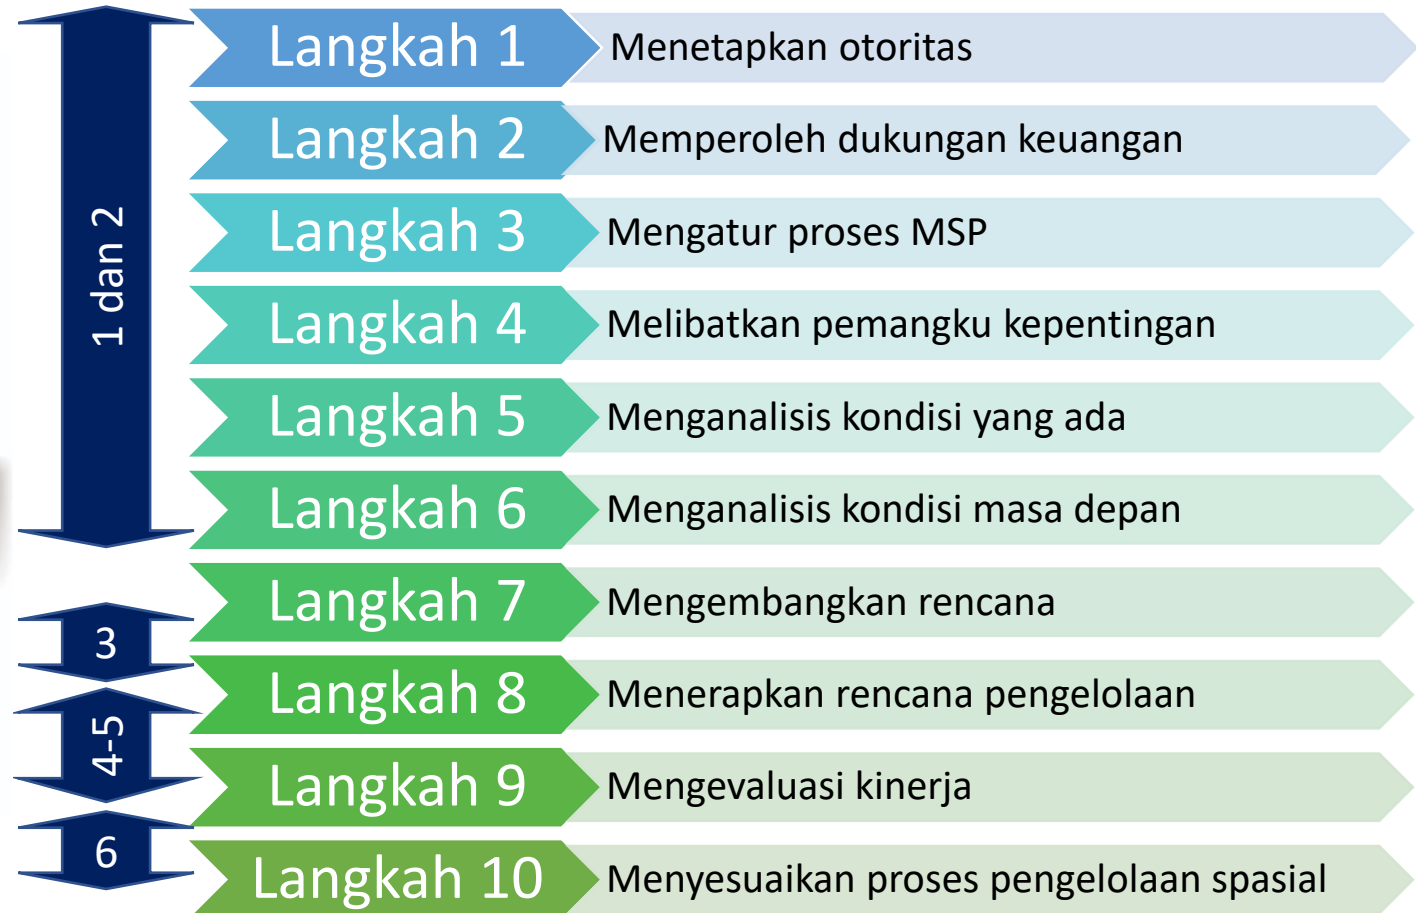 1 dan 2
3
4-5
6
Langkah 1 Menetapkan otoritas
Langkah 2 Memperoleh dukungan keuangan
Langkah 3 Mengatur proses MSP
Langkah 4 Melibatkan pemangku kepentingan
Langkah 5 Menganalisis kondisi yang ada
Langkah 6 Menganalisis kondisi masa depan
Langkah 7 Mengembangkan rencana
Langkah 8 Menerapkan rencana pengelolaan
Langkah 9 Mengevaluasi kinerja
Langkah 10 Menyesuaikan proses pengelolaan spasial